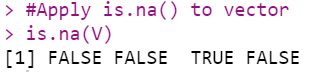 > #Apply is.na() to vector
> is.na(V)
[1] FALSE FALSE  TRUE FALSE